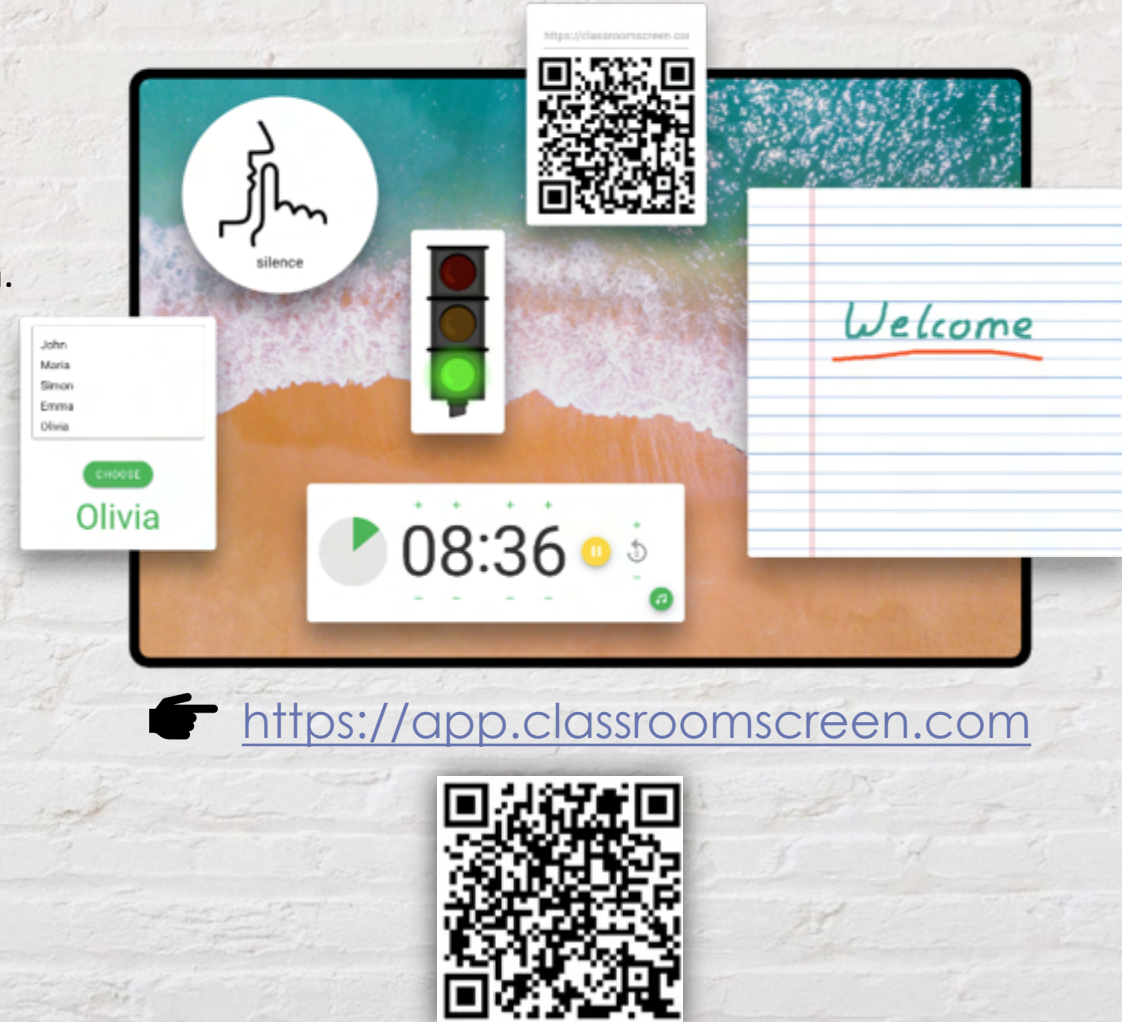 https://classroomscreen.co
silence
John
Maria
Simon
Emma
Olivia
CHOOSE
Olivia
Welcome
08:36
https://app.classroomscreen.com